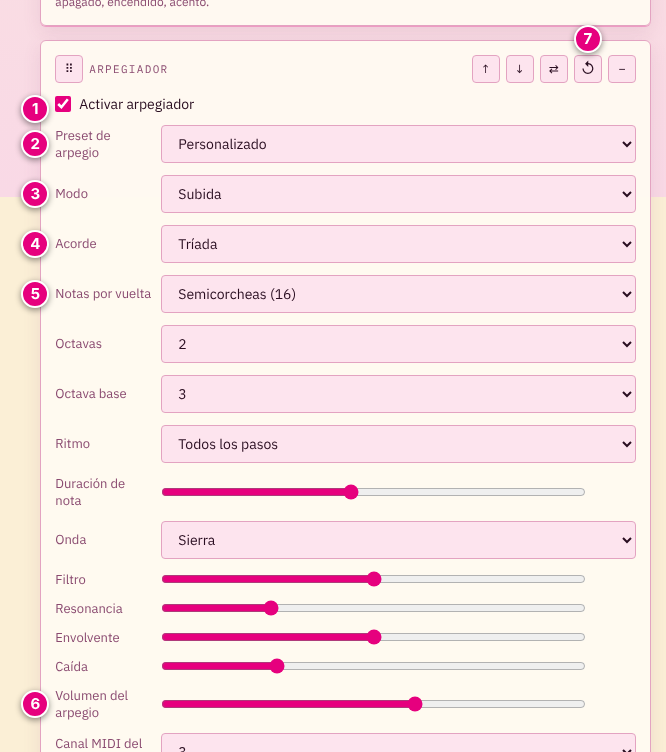 apagado, encendido, acento.
7
ARPEGIADOR
1 Activar arpegiador
2 Preset de arpegio Personalizado
3 Modo Subida
4 Acorde Tríada
5 Notas por vuelta Semicorcheas (16)
Octavas 2
Octava base 3
Ritmo Todos los pasos
Duración de
nota
Onda Sierra
Filtro
Resonancia
Envolvente
Caída
6 Volumen del
arpegio
Canal MIDI del 3